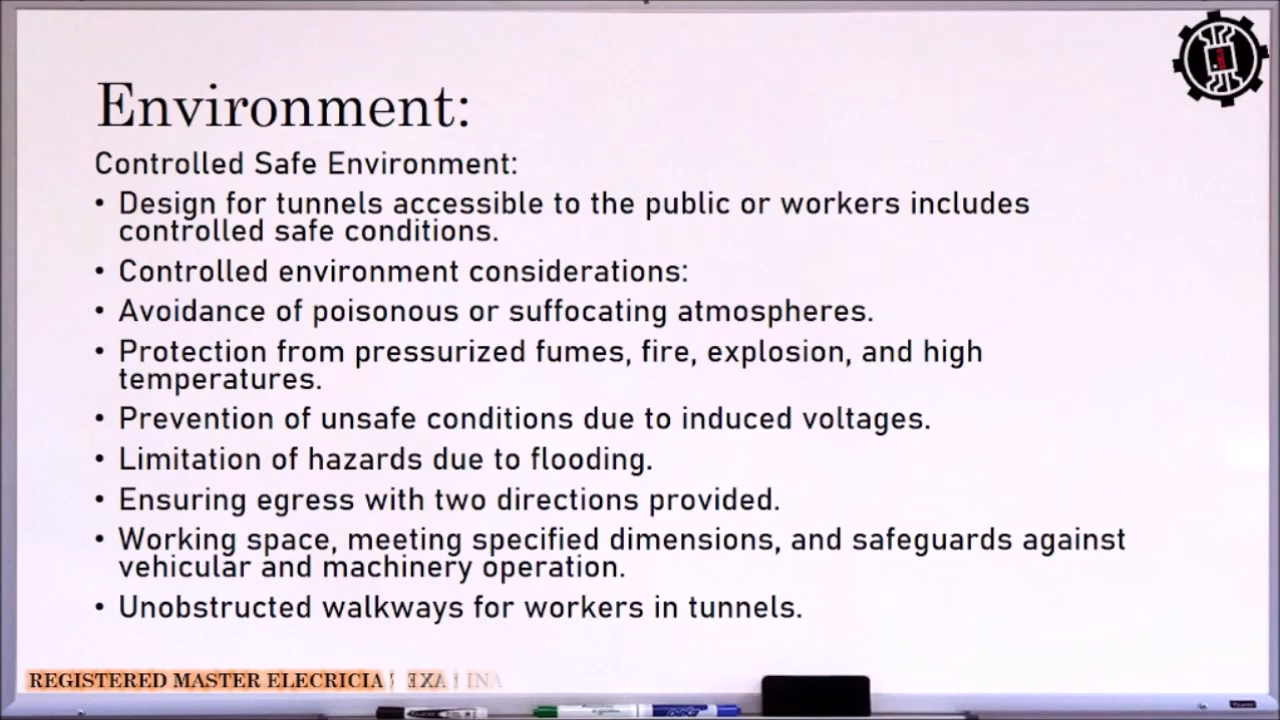 Environment:
Controlled Safe Environment:
• Design for tunnels accessible to the public or workers includes
controlled safe conditions.
• Controlled environment considerations:
• Avoidance of poisonous or suffocating atmospheres.
• Protection from pressurized fumes, fire, explosion, and high
temperatures.
• Prevention of unsafe conditions due to induced voltages.
• Limitation of hazards due to flooding.
• Ensuring egress with two directions provided.
• Working space, meeting specified dimensions, and safeguards against
vehicular and machinery operation.
• Unobstructed walkways for workers in tunnels.
REGISTERED MASTER ELECRICIA